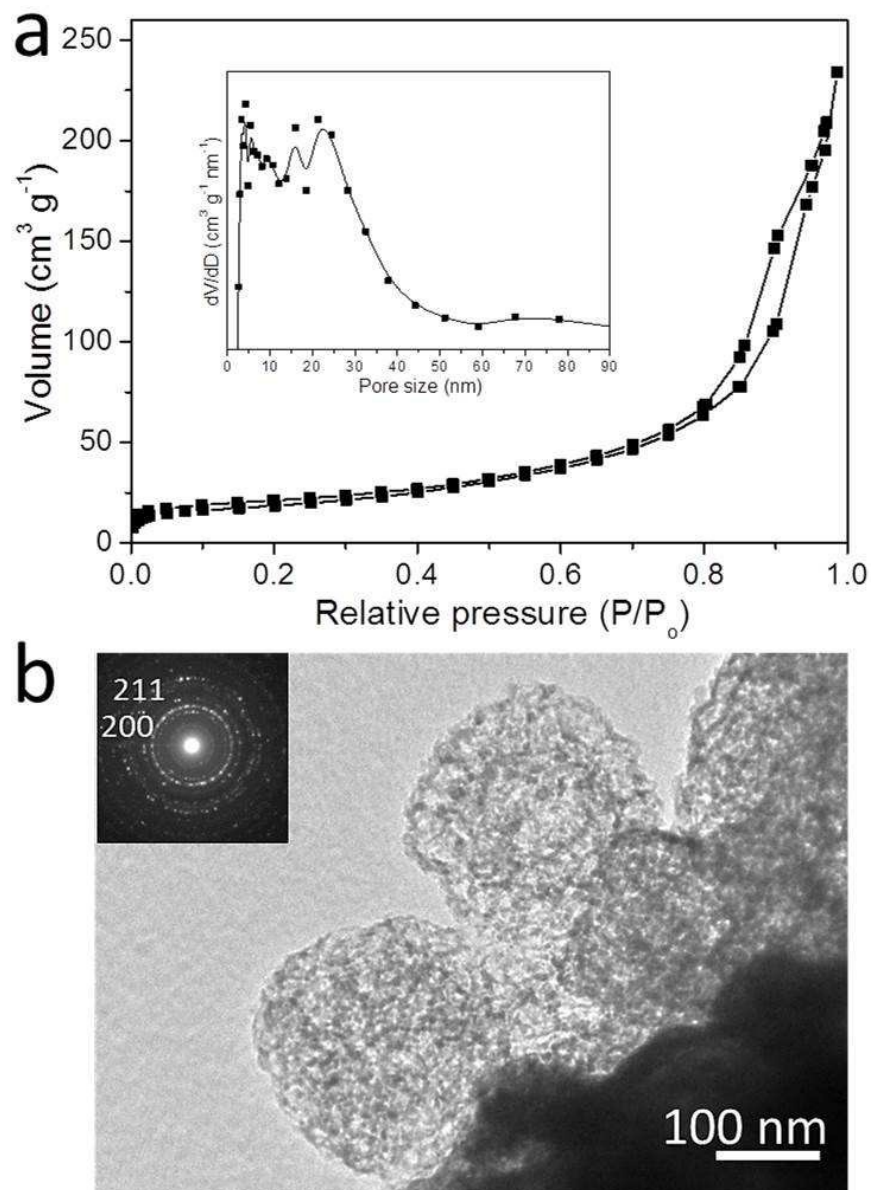 a
250
200
150
100
50
0
Volume (cm³ g⁻¹)
0.0 0.2 0.4 0.6 0.8 1.0
Relative pressure (P/Pₒ)
dV/dD (cm³ g⁻¹ nm⁻¹)
0 10 20 30 40 50 60 70 80 90
Pore size (nm)
b
211
200
100 nm